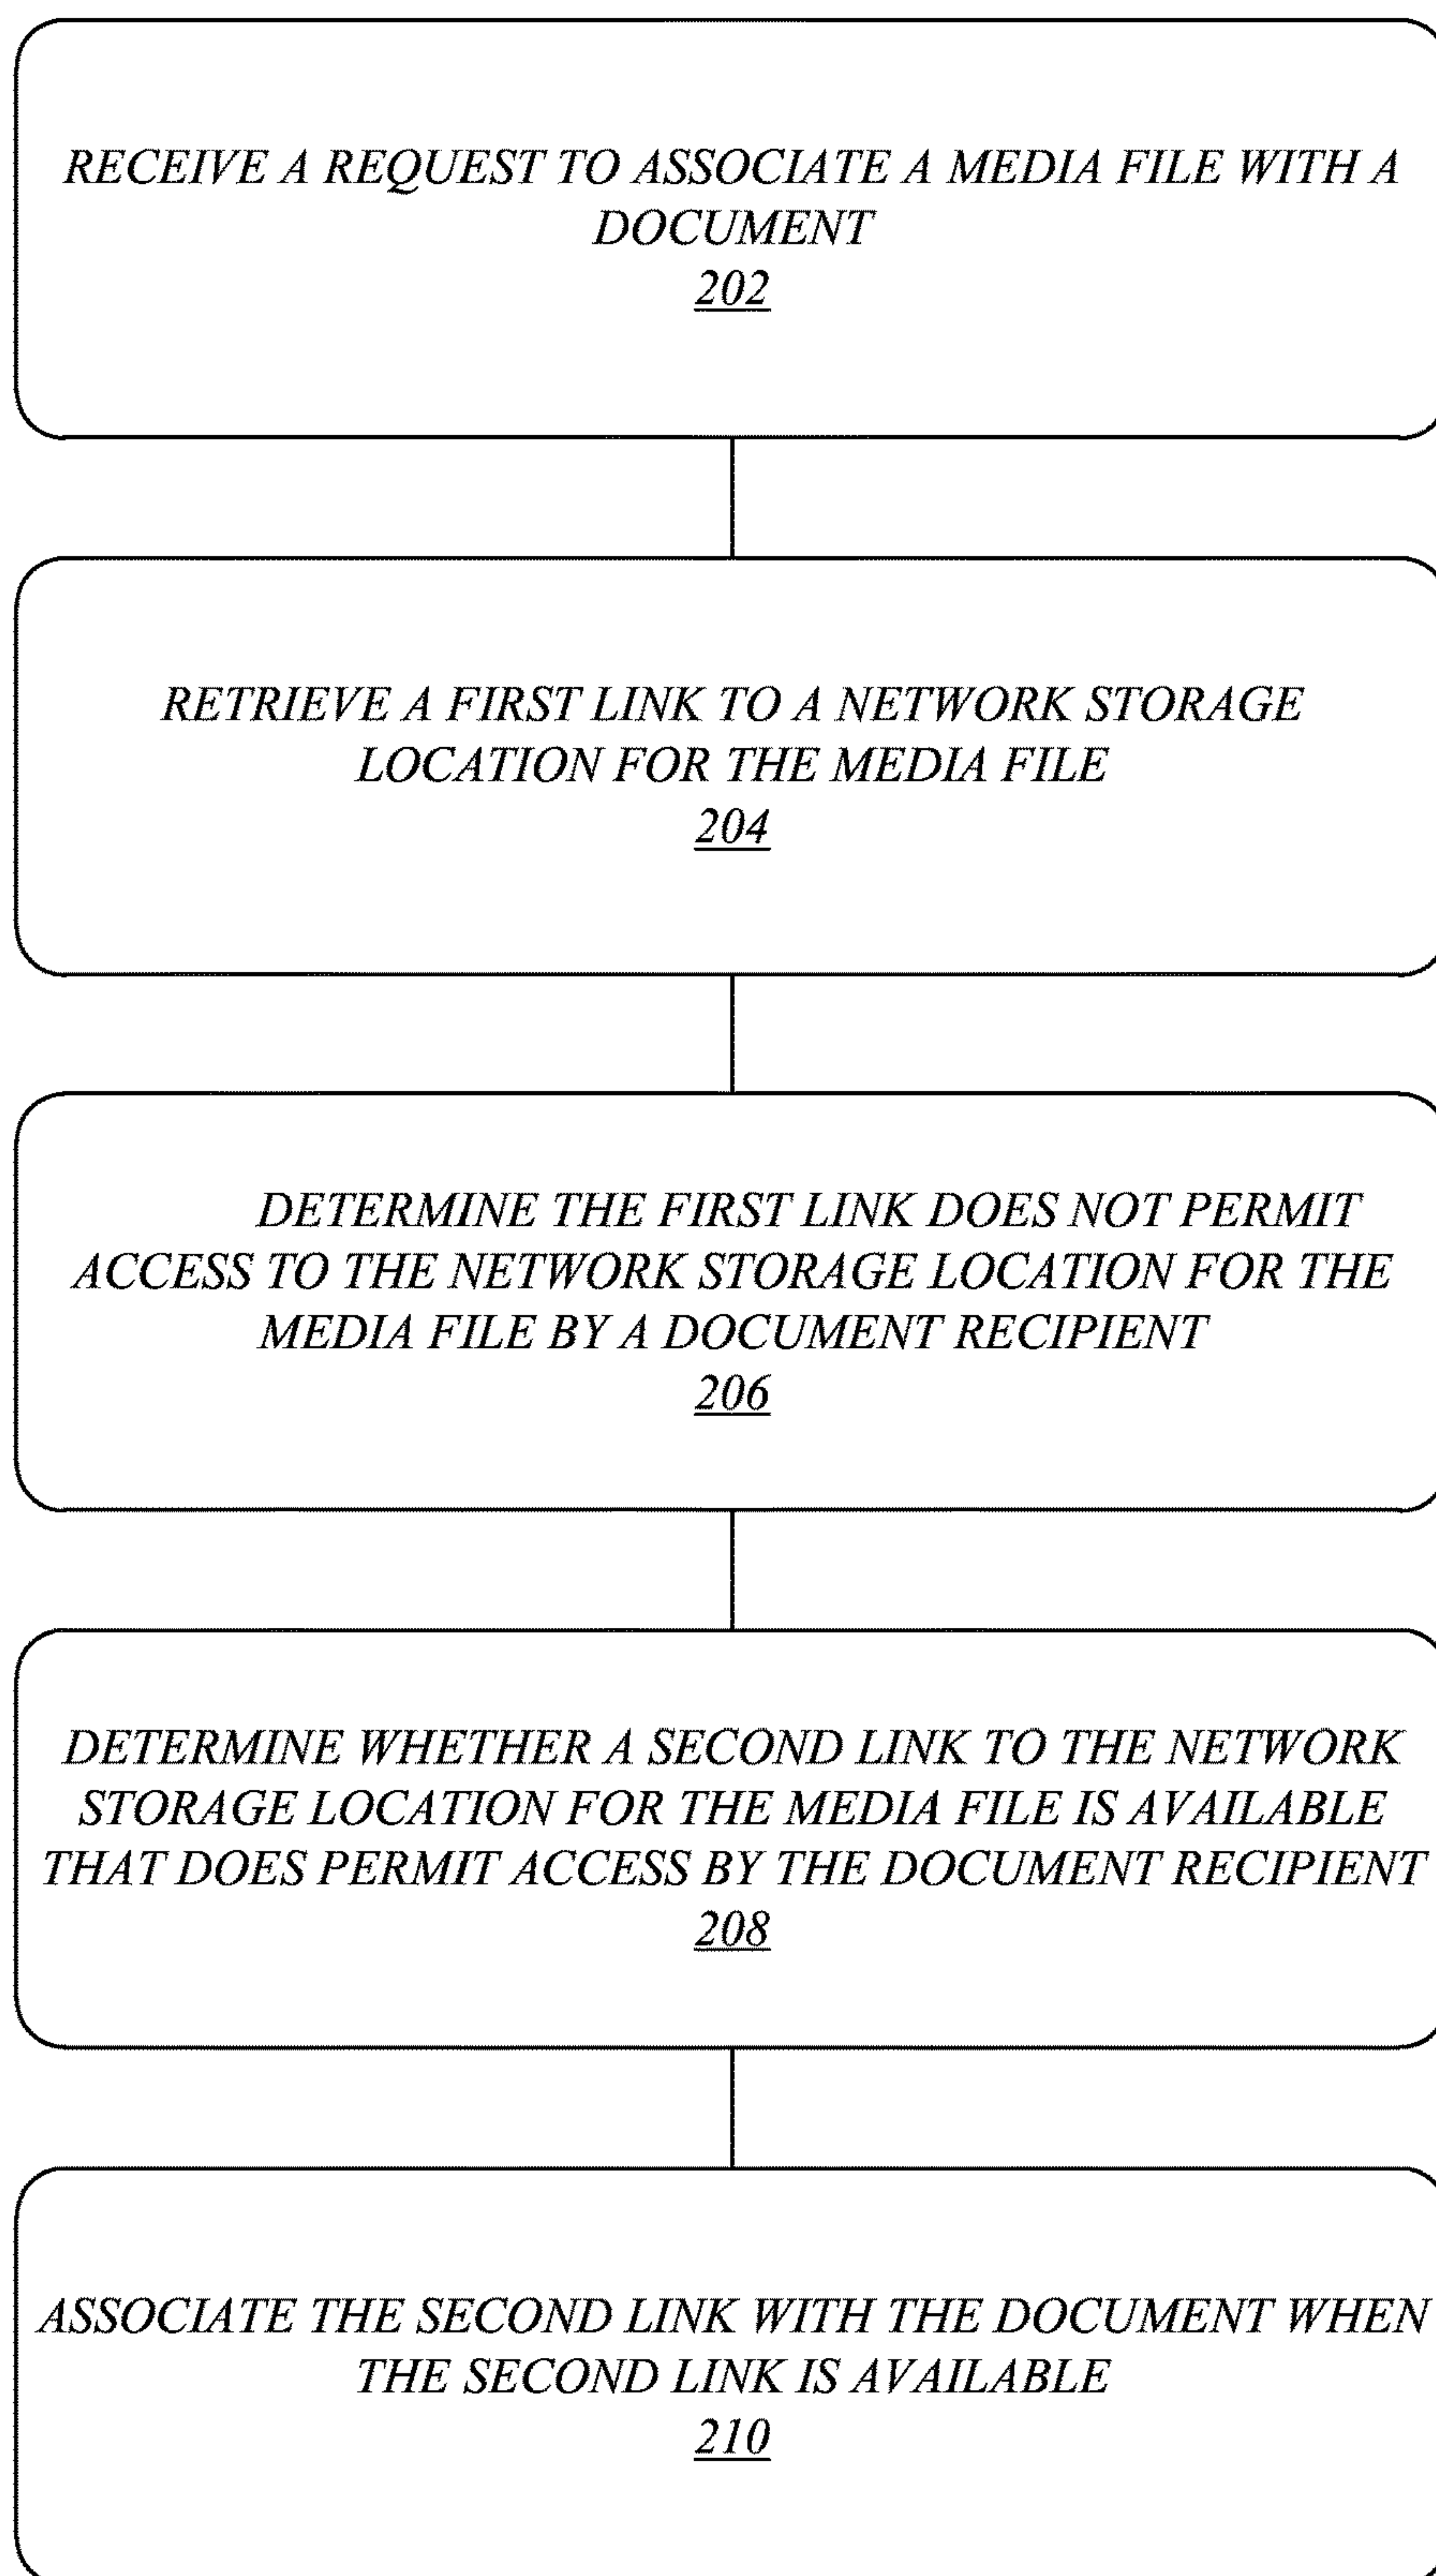 RECEIVE A REQUEST TO ASSOCIATE A MEDIA FILE WITH A
DOCUMENT
202
RETRIEVE A FIRST LINK TO A NETWORK STORAGE
LOCATION FOR THE MEDIA FILE
204
DETERMINE THE FIRST LINK DOES NOT PERMIT
ACCESS TO THE NETWORK STORAGE LOCATION FOR THE
MEDIA FILE BY A DOCUMENT RECIPIENT
206
DETERMINE WHETHER A SECOND LINK TO THE NETWORK
STORAGE LOCATION FOR THE MEDIA FILE IS AVAILABLE
THAT DOES PERMIT ACCESS BY THE DOCUMENT RECIPIENT
208
ASSOCIATE THE SECOND LINK WITH THE DOCUMENT WHEN
THE SECOND LINK IS AVAILABLE
210